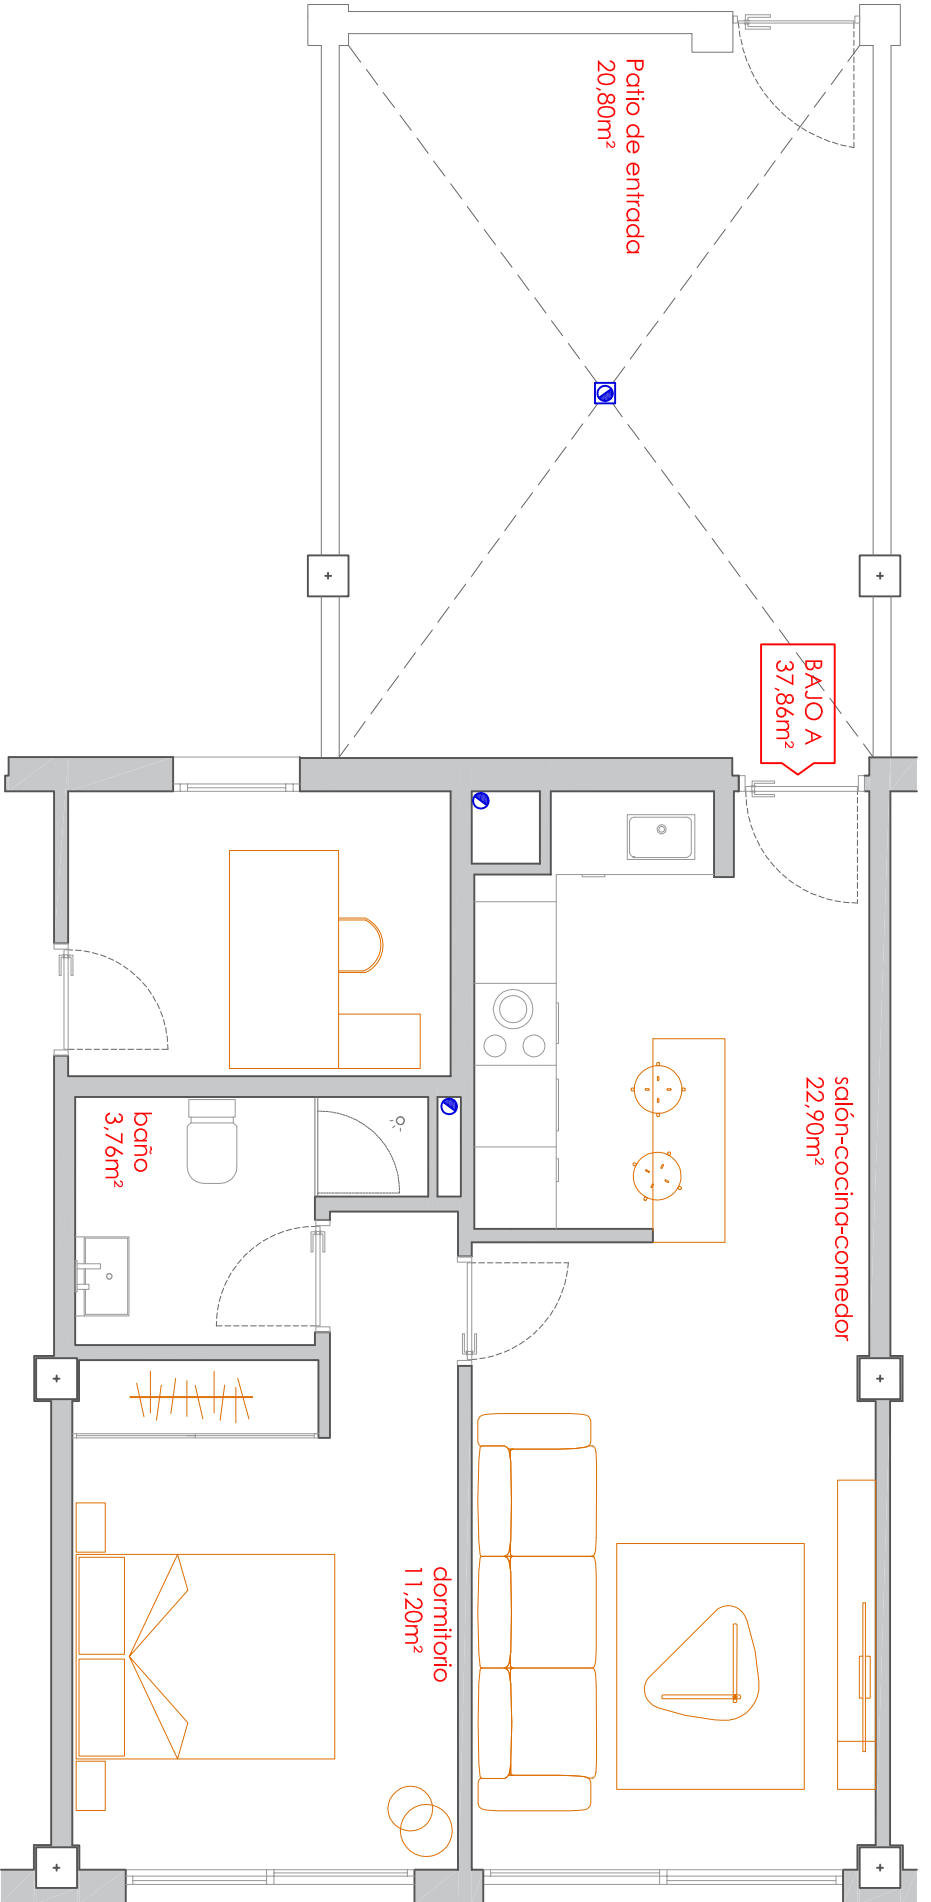 Patio de entrada
20,80m²
BAJO A
37,86m²
salón-cocina-comedor
22,90m²
baño
3,76m²
dormitorio
11,20m²